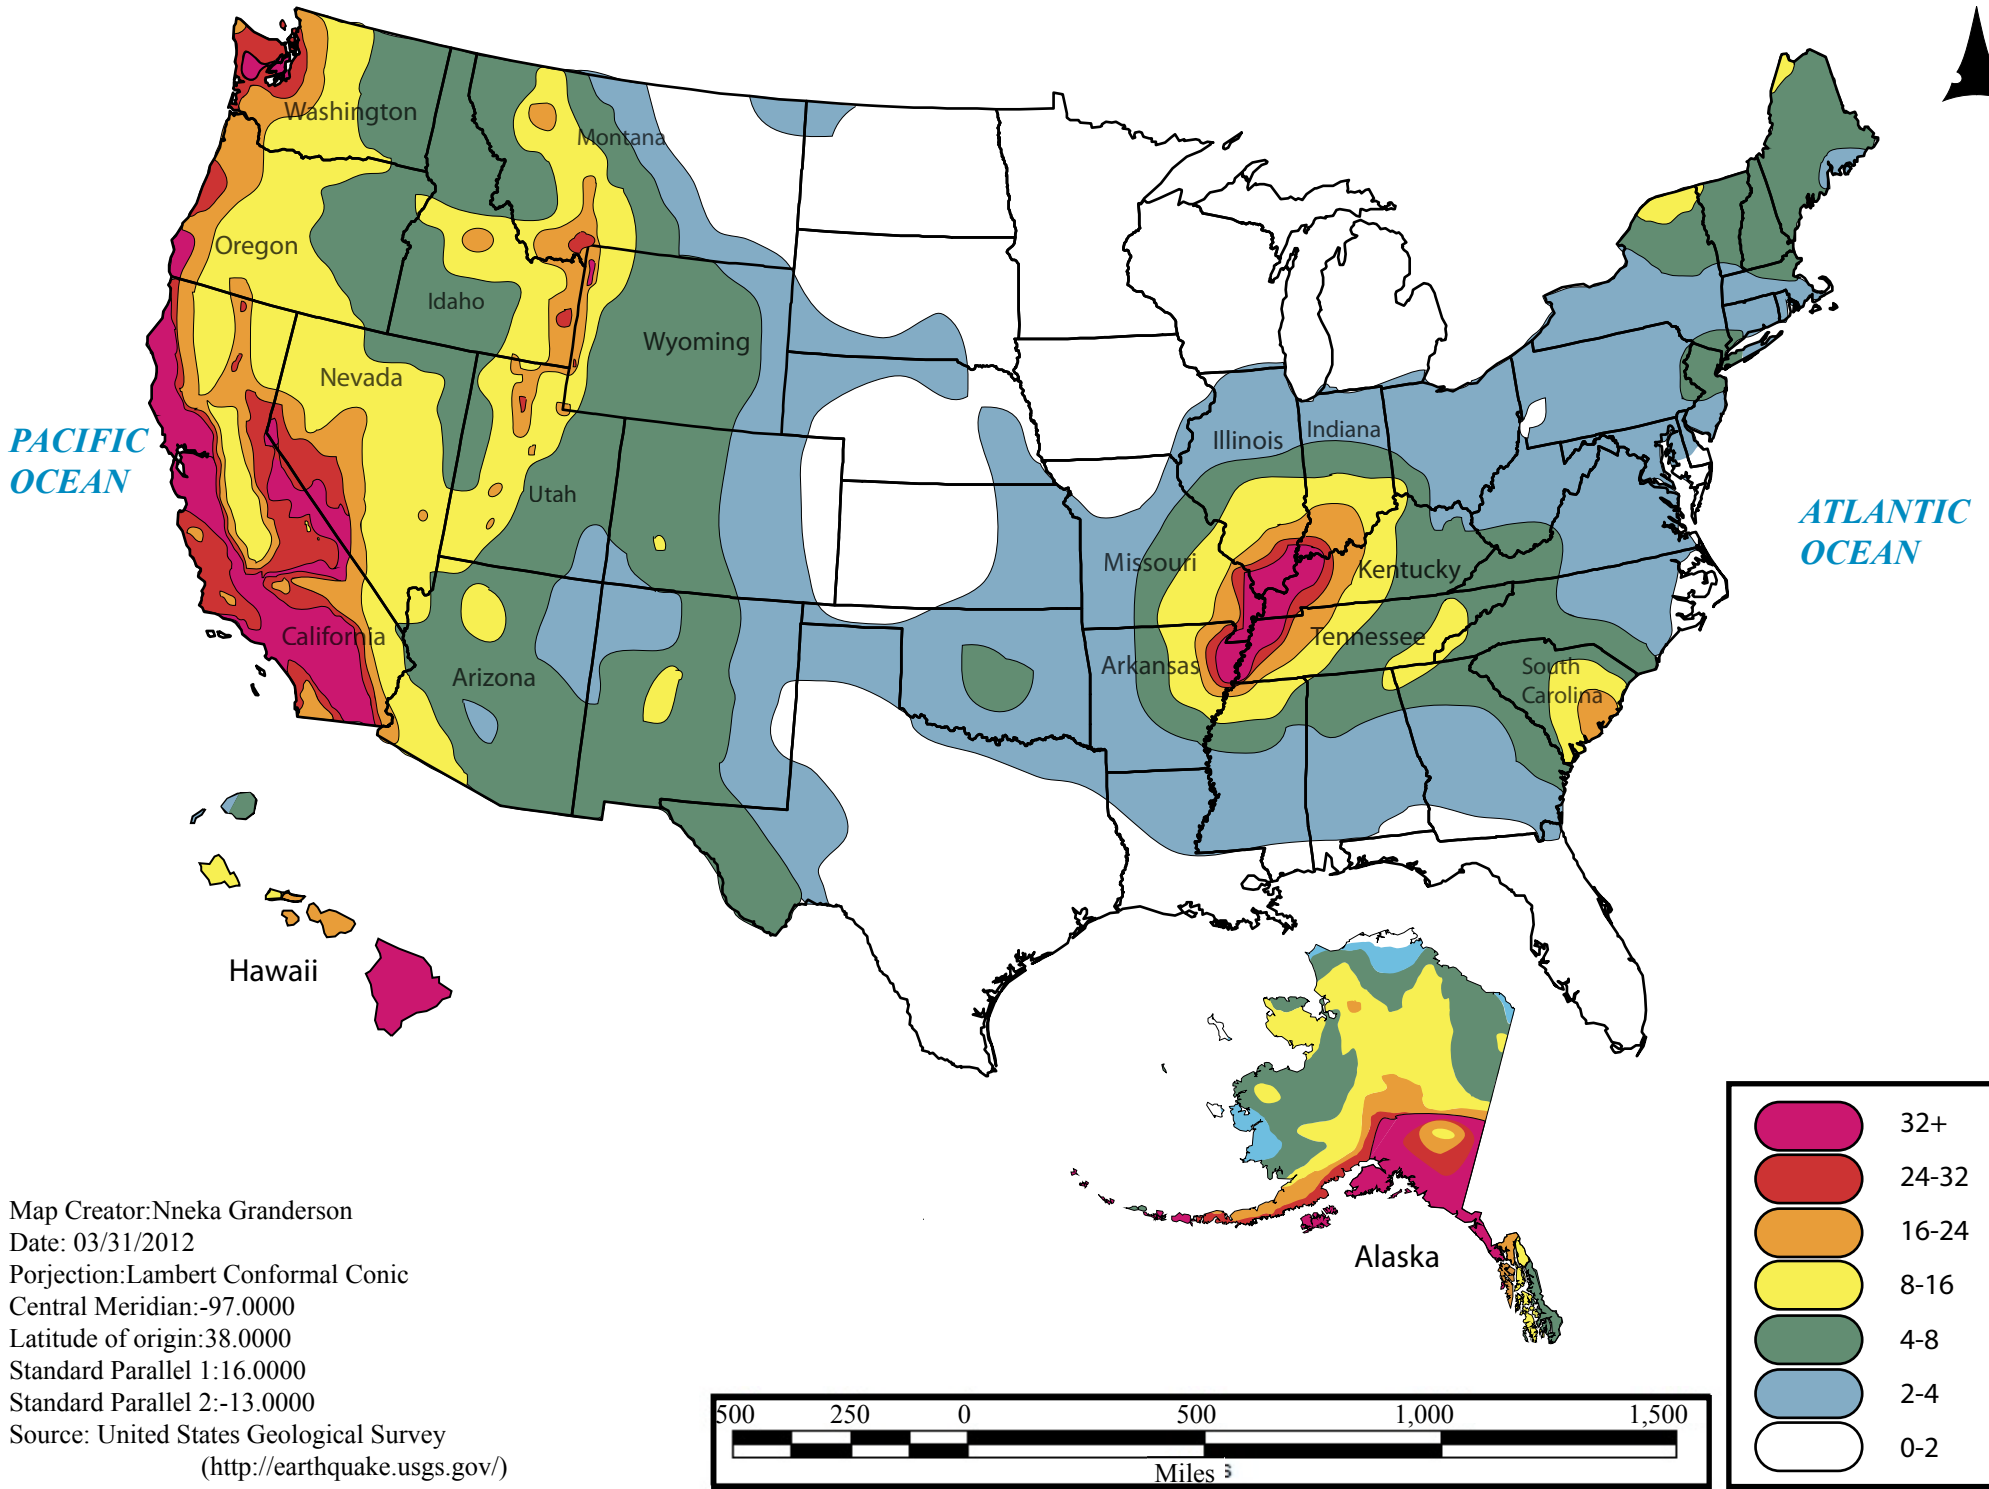 Washington
Montana
Oregon
Idaho
Wyoming
Nevada
PACIFIC
OCEAN
Illinois
Indiana
Utah
ATLANTIC
OCEAN
Missouri
Kentucky
California
Tennessee
Arizona
Arkansas
South
Carolina
Hawaii
Alaska
32+
24-32
16-24
8-16
4-8
2-4
0-2
Map Creator:Nneka Granderson
Date: 03/31/2012
Porjection:Lambert Conformal Conic
Central Meridian:-97.0000
Latitude of origin:38.0000
Standard Parallel 1:16.0000
Standard Parallel 2:-13.0000
Source: United States Geological Survey
(http://earthquake.usgs.gov/)
500 250 0 500 1,000 1,500
Miles